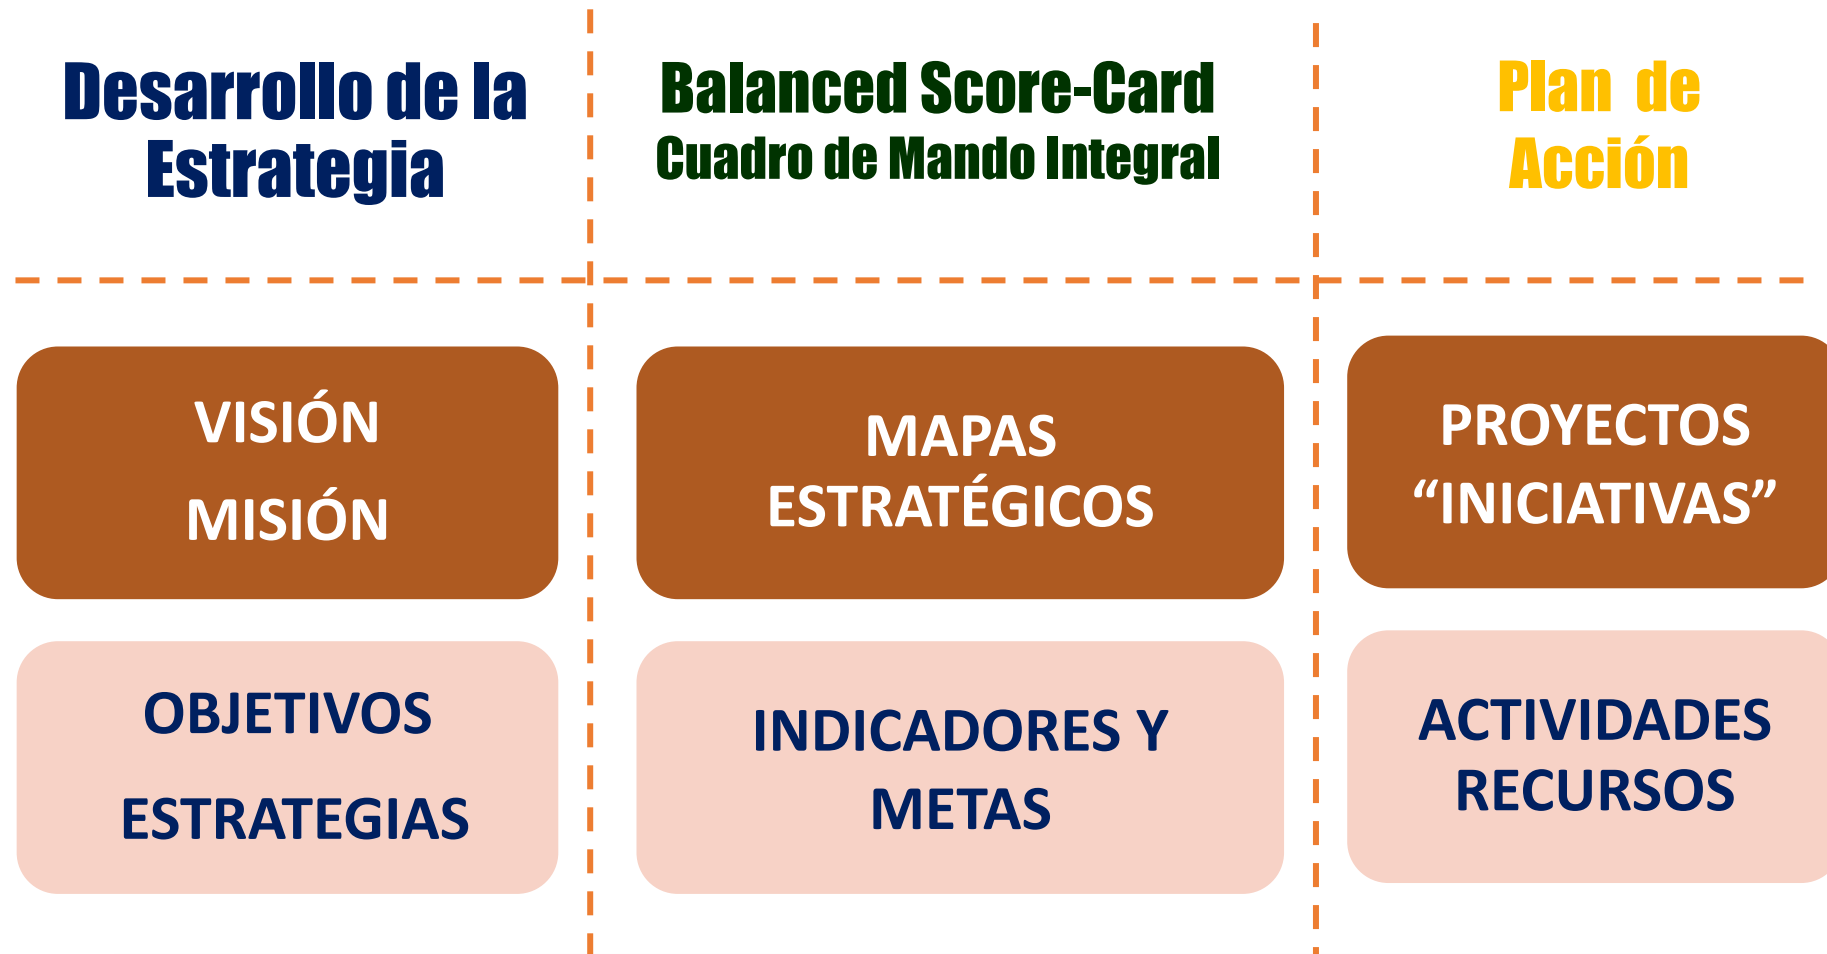 Desarrollo de la
Estrategia
Balanced Score-Card
Cuadro de Mando Integral
Plan de
Acción
VISIÓN
MISIÓN
MAPAS
ESTRATÉGICOS
PROYECTOS
“INICIATIVAS”
OBJETIVOS
ESTRATEGIAS
INDICADORES Y
METAS
ACTIVIDADES
RECURSOS